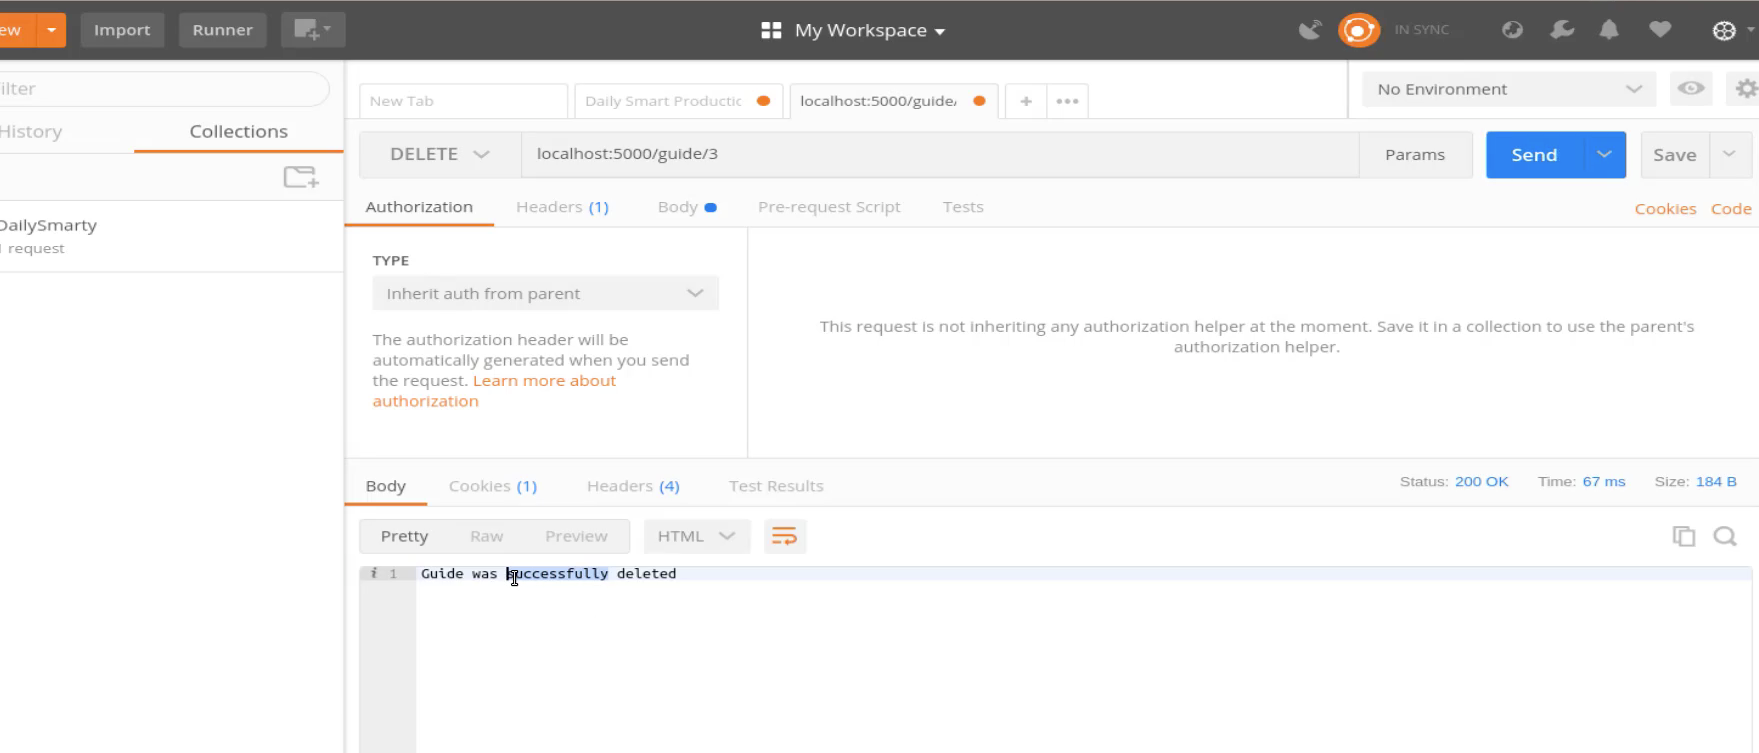 ew Import Runner My Workspace IN SYNC
ilter
History Collections
DailySmarty
1 request
New Tab Daily Smart Productic localhost:5000/guide/ + ••• No Environment
DELETE localhost:5000/guide/3 Params Send Save
Authorization Headers (1) Body Pre-request Script Tests Cookies Code
TYPE
Inherit auth from parent
The authorization header will be
automatically generated when you send
the request. Learn more about
authorization
This request is not inheriting any authorization helper at the moment. Save it in a collection to use the parent's
authorization helper.
Body Cookies (1) Headers (4) Test Results Status: 200 OK Time: 67 ms Size: 184 B
Pretty Raw Preview HTML
i 1 Guide was successfully deleted